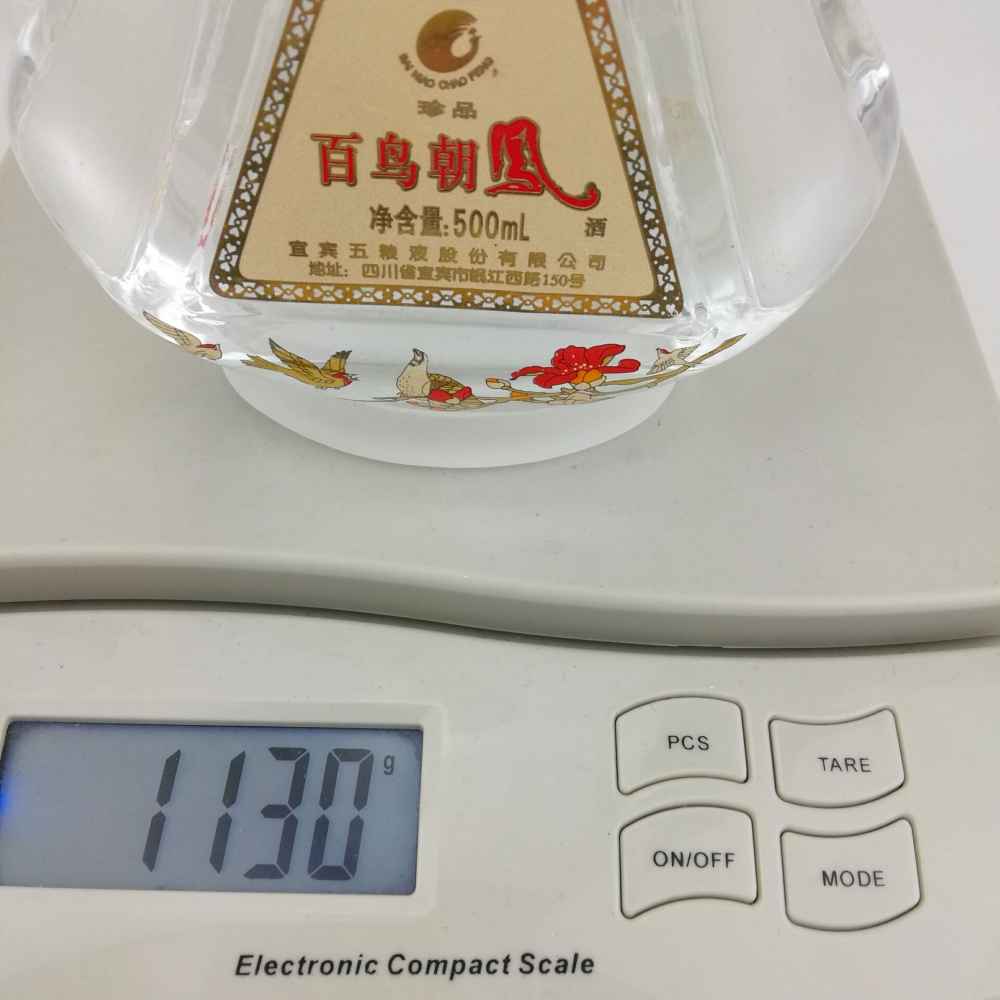 BAI NIAO CHAO FENG
珍品
百鸟朝鳳
净含量:500mL 酒
宜宾五粮液股份有限公司
地址: 四川省宜宾市岷江西路150号
1130 g
PCS
TARE
ON/OFF
MODE
Electronic Compact Scale